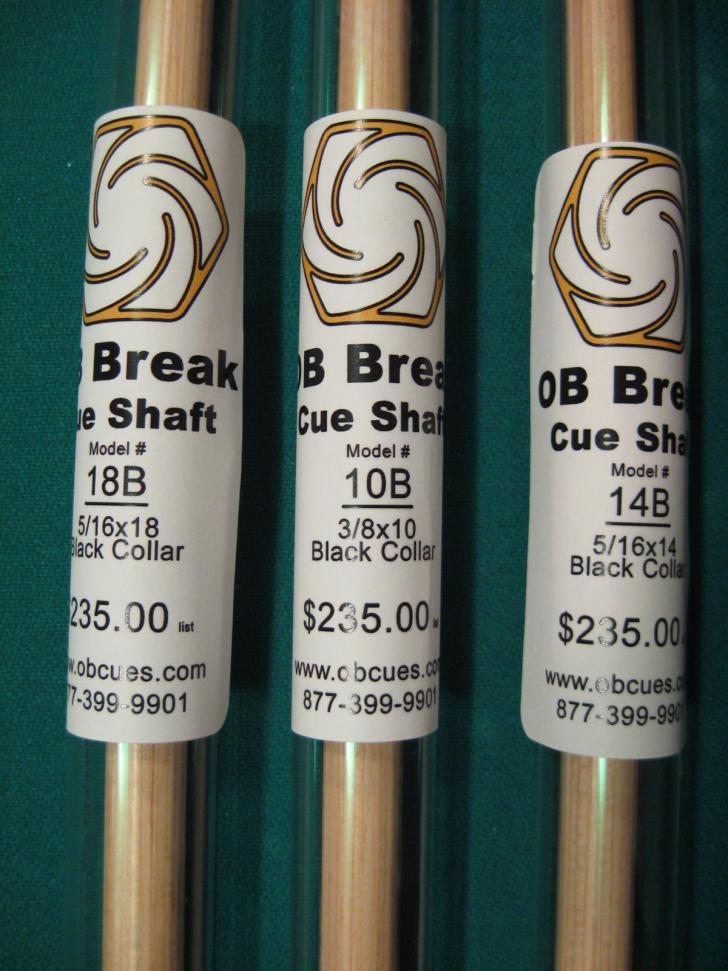 B Break
ue Shaft
Model #
18B
5/16x18
Black Collar
235.00 list
w.obcues.com
77-399-9901
OB Brea
Cue Shaf
Model #
10B
3/8x10
Black Collar
$235.00
www.obcues.co
877-399-9901
OB Bre
Cue Sha
Model #
14B
5/16x14
Black Colla
$235.00
www.obcues.c
877-399-990